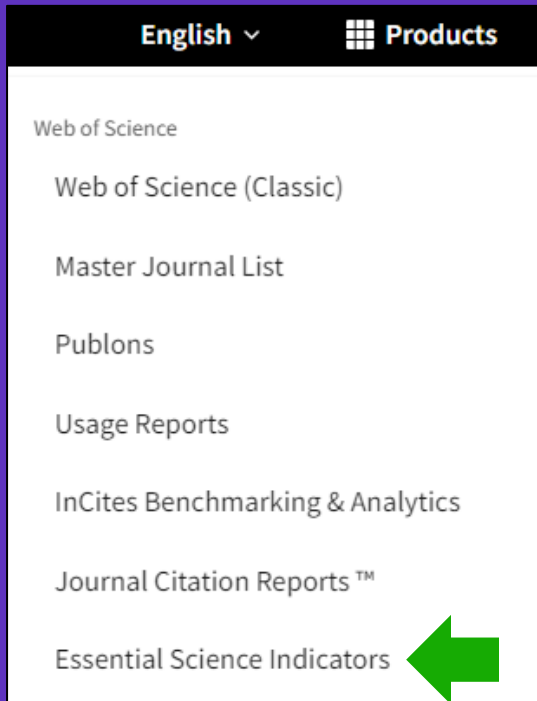 English Products
Web of Science
Web of Science (Classic)
Master Journal List
Publons
Usage Reports
InCites Benchmarking & Analytics
Journal Citation Reports ™
Essential Science Indicators